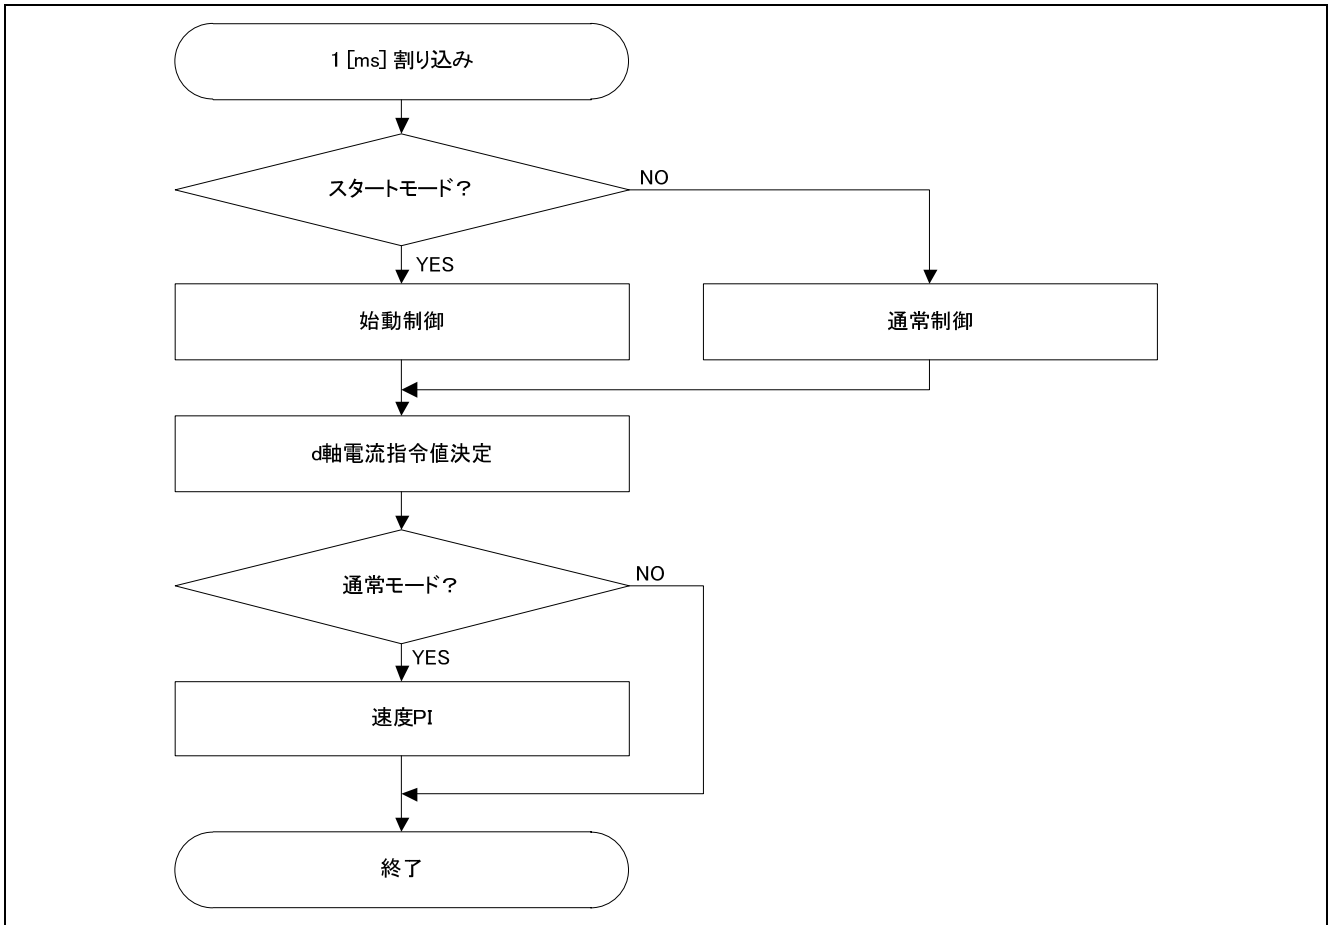 1 [ms] 割り込み
スタートモード?
NO
YES
始動制御
通常制御
d軸電流指令値決定
通常モード?
NO
YES
速度PI
終了